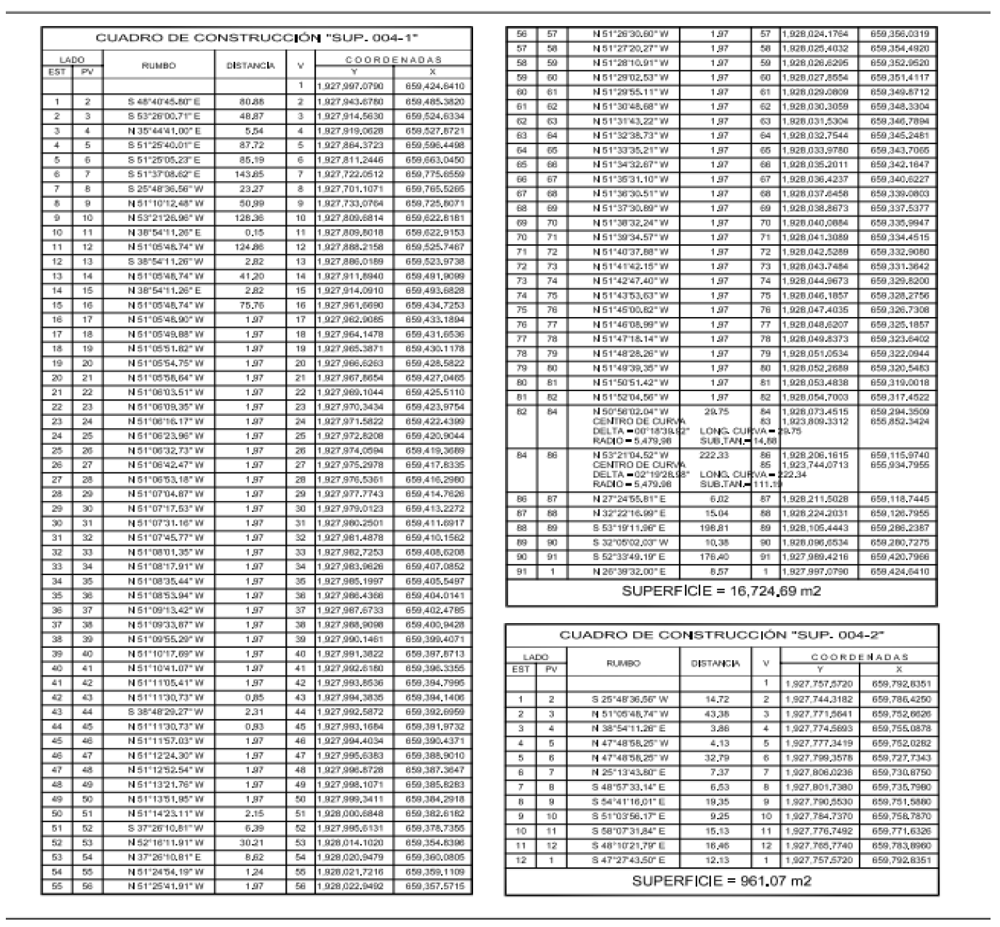 CUADRO DE CONSTRUCCIÓN "SUP. 004-1"
LADO RUMBO DISTANCIA V COORDENADAS
EST PV Y X
1 1,927,997.0790 659,424.6410
1 2 S 48°40'45.80" E 80.88 2 1,927,943.6780 659,485.3820
2 3 S 53°26'00.71" E 48.87 3 1,927,914.5630 659,524.6334
3 4 N 35°44'41.00" E 5.54 4 1,927,919.0628 659,527.8721
4 5 S 51°25'40.01" E 87.72 5 1,927,864.3723 659,596.4498
5 6 S 51°25'05.23" E 85.19 6 1,927,811.2446 659,663.0450
6 7 S 51°37'08.62" E 143.65 7 1,927,722.0512 659,775.6559
7 8 S 25°48'36.56" W 23.27 8 1,927,701.1071 659,765.5265
8 9 N 51°10'12.48" W 50.99 9 1,927,733.0764 659,725.8071
9 10 N 53°21'26.96" W 128.36 10 1,927,809.6814 659,622.8181
10 11 N 38°54'11.26" E 0.15 11 1,927,809.8018 659,622.9153
11 12 N 51°05'48.74" W 124.86 12 1,927,888.2158 659,525.7467
12 13 S 38°54'11.26" W 2.82 13 1,927,886.0189 659,523.9738
13 14 N 51°05'48.74" W 41.20 14 1,927,911.8940 659,491.9099
14 15 N 38°54'11.26" E 2.82 15 1,927,914.0910 659,493.6828
15 16 N 51°05'48.74" W 75.76 16 1,927,961.6690 659,434.7253
16 17 N 51°05'48.90" W 1.97 17 1,927,962.9085 659,433.1894
17 18 N 51°05'49.88" W 1.97 18 1,927,964.1478 659,431.6536
18 19 N 51°05'51.82" W 1.97 19 1,927,965.3871 659,430.1178
19 20 N 51°05'54.75" W 1.97 20 1,927,966.6263 659,428.5822
20 21 N 51°05'58.64" W 1.97 21 1,927,967.8654 659,427.0465
21 22 N 51°06'03.51" W 1.97 22 1,927,969.1044 659,425.5110
22 23 N 51°06'09.35" W 1.97 23 1,927,970.3434 659,423.9754
23 24 N 51°06'16.17" W 1.97 24 1,927,971.5822 659,422.4399
24 25 N 51°06'23.96" W 1.97 25 1,927,972.8208 659,420.9044
25 26 N 51°06'32.73" W 1.97 26 1,927,974.0594 659,419.3689
26 27 N 51°06'42.47" W 1.97 27 1,927,975.2978 659,417.8335
27 28 N 51°06'53.18" W 1.97 28 1,927,976.5361 659,416.2980
28 29 N 51°07'04.87" W 1.97 29 1,927,977.7743 659,414.7626
29 30 N 51°07'17.53" W 1.97 30 1,927,979.0123 659,413.2272
30 31 N 51°07'31.16" W 1.97 31 1,927,980.2501 659,411.6917
31 32 N 51°07'45.77" W 1.97 32 1,927,981.4878 659,410.1562
32 33 N 51°08'01.35" W 1.97 33 1,927,982.7253 659,408.6208
33 34 N 51°08'17.91" W 1.97 34 1,927,983.9626 659,407.0852
34 35 N 51°08'35.44" W 1.97 35 1,927,985.1997 659,405.5497
35 36 N 51°08'53.94" W 1.97 36 1,927,986.4366 659,404.0141
36 37 N 51°09'13.42" W 1.97 37 1,927,987.6733 659,402.4785
37 38 N 51°09'33.87" W 1.97 38 1,927,988.9098 659,400.9428
38 39 N 51°09'55.29" W 1.97 39 1,927,990.1461 659,399.4071
39 40 N 51°10'17.69" W 1.97 40 1,927,991.3822 659,397.8713
40 41 N 51°10'41.07" W 1.97 41 1,927,992.6180 659,396.3355
41 42 N 51°11'05.41" W 1.97 42 1,927,993.8536 659,394.7995
42 43 N 51°11'30.73" W 0.85 43 1,927,994.3835 659,394.1406
43 44 S 38°48'29.27" W 2.31 44 1,927,992.5872 659,392.6959
44 45 N 51°11'30.73" W 0.93 45 1,927,993.1684 659,391.9732
45 46 N 51°11'57.03" W 1.97 46 1,927,994.4034 659,390.4371
46 47 N 51°12'24.30" W 1.97 47 1,927,995.6383 659,388.9010
47 48 N 51°12'52.54" W 1.97 48 1,927,996.8728 659,387.3647
48 49 N 51°13'21.76" W 1.97 49 1,927,998.1071 659,385.8283
49 50 N 51°13'51.95" W 1.97 50 1,927,999.3411 659,384.2918
50 51 N 51°14'23.11" W 2.15 51 1,928,000.6848 659,382.6182
51 52 S 37°26'10.81" W 6.39 52 1,927,995.6131 659,378.7355
52 53 N 52°16'11.91" W 30.21 53 1,928,014.1020 659,354.8396
53 54 N 37°26'10.81" E 8.62 54 1,928,020.9479 659,360.0805
54 55 N 51°24'54.19" W 1.24 55 1,928,021.7216 659,359.1109
55 56 N 51°25'41.91" W 1.97 56 1,928,022.9492 659,357.5715
56 57 N 51°26'30.60" W 1.97 57 1,928,024.1764 659,356.0319
57 58 N 51°27'20.27" W 1.97 58 1,928,025.4032 659,354.4920
58 59 N 51°28'10.91" W 1.97 59 1,928,026.6295 659,352.9520
59 60 N 51°29'02.53" W 1.97 60 1,928,027.8554 659,351.4117
60 61 N 51°29'55.11" W 1.97 61 1,928,029.0809 659,349.8712
61 62 N 51°30'48.68" W 1.97 62 1,928,030.3059 659,348.3304
62 63 N 51°31'43.22" W 1.97 63 1,928,031.5304 659,346.7894
63 64 N 51°32'38.73" W 1.97 64 1,928,032.7544 659,345.2481
64 65 N 51°33'35.21" W 1.97 65 1,928,033.9780 659,343.7065
65 66 N 51°34'32.67" W 1.97 66 1,928,035.2011 659,342.1647
66 67 N 51°35'31.10" W 1.97 67 1,928,036.4237 659,340.6227
67 68 N 51°36'30.51" W 1.97 68 1,928,037.6458 659,339.0803
68 69 N 51°37'30.89" W 1.97 69 1,928,038.8673 659,337.5377
69 70 N 51°38'32.24" W 1.97 70 1,928,040.0884 659,335.9947
70 71 N 51°39'34.57" W 1.97 71 1,928,041.3089 659,334.4515
71 72 N 51°40'37.88" W 1.97 72 1,928,042.5289 659,332.9080
72 73 N 51°41'42.15" W 1.97 73 1,928,043.7484 659,331.3642
73 74 N 51°42'47.40" W 1.97 74 1,928,044.9673 659,329.8200
74 75 N 51°43'53.63" W 1.97 75 1,928,046.1857 659,328.2756
75 76 N 51°45'00.82" W 1.97 76 1,928,047.4035 659,326.7308
76 77 N 51°46'08.99" W 1.97 77 1,928,048.6207 659,325.1857
77 78 N 51°47'18.14" W 1.97 78 1,928,049.8373 659,323.6402
78 79 N 51°48'28.26" W 1.97 79 1,928,051.0534 659,322.0944
79 80 N 51°49'39.35" W 1.97 80 1,928,052.2689 659,320.5483
80 81 N 51°50'51.42" W 1.97 81 1,928,053.4838 659,319.0018
81 82 N 51°52'04.56" W 1.97 82 1,928,054.7003 659,317.4522
82 84 N 50°56'02.04" W 29.75 84 1,928,073.4515 659,294.3509
CENTRO DE CURVA 83 1,923,809.3312 655,852.3424
DELTA = 00°18'39.92" LONG. CURVA = 29.75
RADIO = 5,479.98 SUB.TAN.= 14.88
84 86 N 53°21'04.52" W 222.33 86 1,928,206.1615 659,115.9740
CENTRO DE CURVA 85 1,923,744.0713 655,934.7955
DELTA = 02°19'28.98" LONG. CURVA = 222.34
RADIO = 5,479.98 SUB.TAN.= 111.19
86 87 N 27°24'55.81" E 6.02 87 1,928,211.5028 659,118.7445
87 88 N 32°22'16.99" E 15.04 88 1,928,224.2031 659,126.7955
88 89 S 53°19'11.96" E 198.81 89 1,928,105.4443 659,286.2387
89 90 S 32°05'02.03" W 10.38 90 1,928,096.6534 659,280.7275
90 91 S 52°33'49.19" E 176.40 91 1,927,989.4216 659,420.7966
91 1 N 26°39'32.00" E 8.57 1 1,927,997.0790 659,424.6410
SUPERFICIE = 16,724.69 m2
CUADRO DE CONSTRUCCIÓN "SUP. 004-2"
LADO RUMBO DISTANCIA V COORDENADAS
EST PV Y X
1 1,927,757.5720 659,792.8351
1 2 S 25°48'36.56" W 14.72 2 1,927,744.3182 659,786.4250
2 3 N 51°05'48.74" W 43.38 3 1,927,771.5641 659,752.6626
3 4 N 38°54'11.26" E 3.86 4 1,927,774.5693 659,755.0878
4 5 N 47°48'58.25" W 4.13 5 1,927,777.3419 659,752.0282
5 6 N 47°48'58.25" W 32.79 6 1,927,799.3578 659,727.7343
6 7 N 25°13'43.80" E 7.37 7 1,927,806.0236 659,730.8750
7 8 S 48°57'33.14" E 6.53 8 1,927,801.7380 659,735.7980
8 9 S 54°41'16.01" E 19.35 9 1,927,790.5530 659,751.5880
9 10 S 51°03'56.17" E 9.25 10 1,927,784.7370 659,758.7870
10 11 S 58°07'31.84" E 15.13 11 1,927,776.7492 659,771.6326
11 12 S 48°10'21.79" E 16.46 12 1,927,765.7740 659,783.8960
12 1 S 47°27'43.50" E 12.13 1 1,927,757.5720 659,792.8351
SUPERFICIE = 961.07 m2